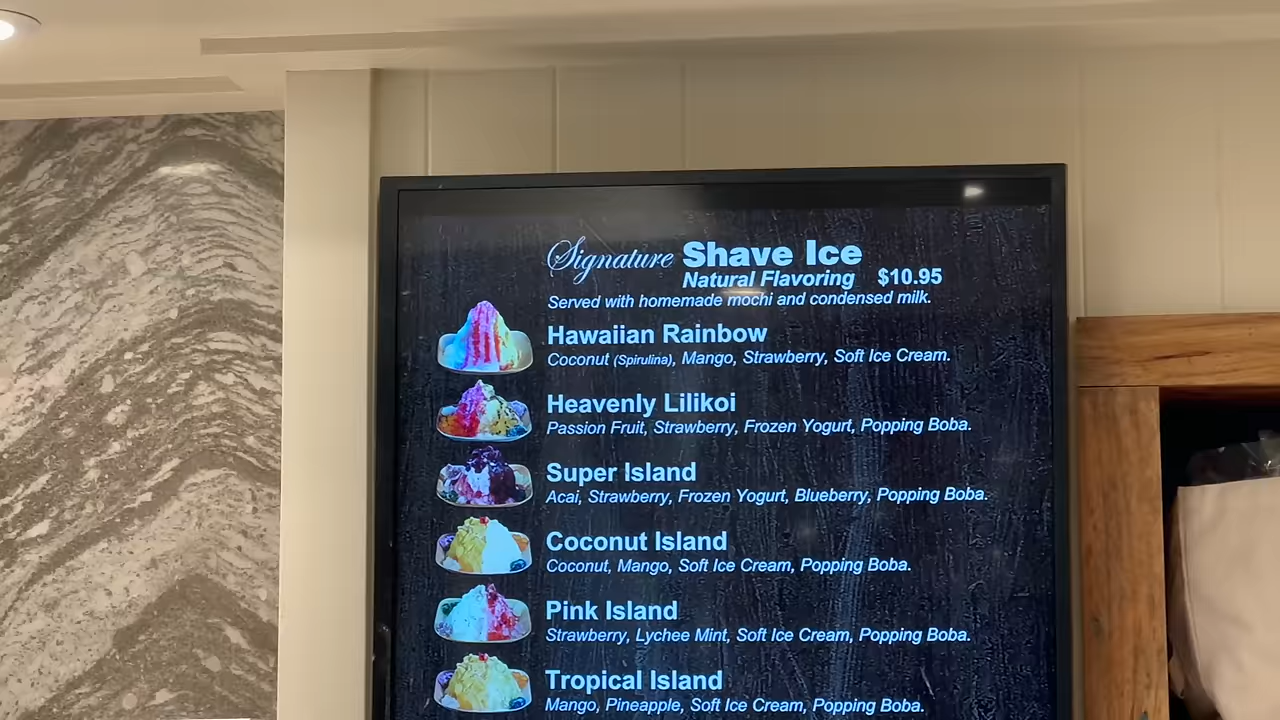 Signature Shave Ice
Natural Flavoring $10.95
Served with homemade mochi and condensed milk.
Hawaiian Rainbow
Coconut (Spirulina), Mango, Strawberry, Soft Ice Cream.
Heavenly Lilikoi
Passion Fruit, Strawberry, Frozen Yogurt, Popping Boba.
Super Island
Acai, Strawberry, Frozen Yogurt, Blueberry, Popping Boba.
Coconut Island
Coconut, Mango, Soft Ice Cream, Popping Boba.
Pink Island
Strawberry, Lychee Mint, Soft Ice Cream, Popping Boba.
Tropical Island
Mango, Pineapple, Soft Ice Cream, Popping Boba.